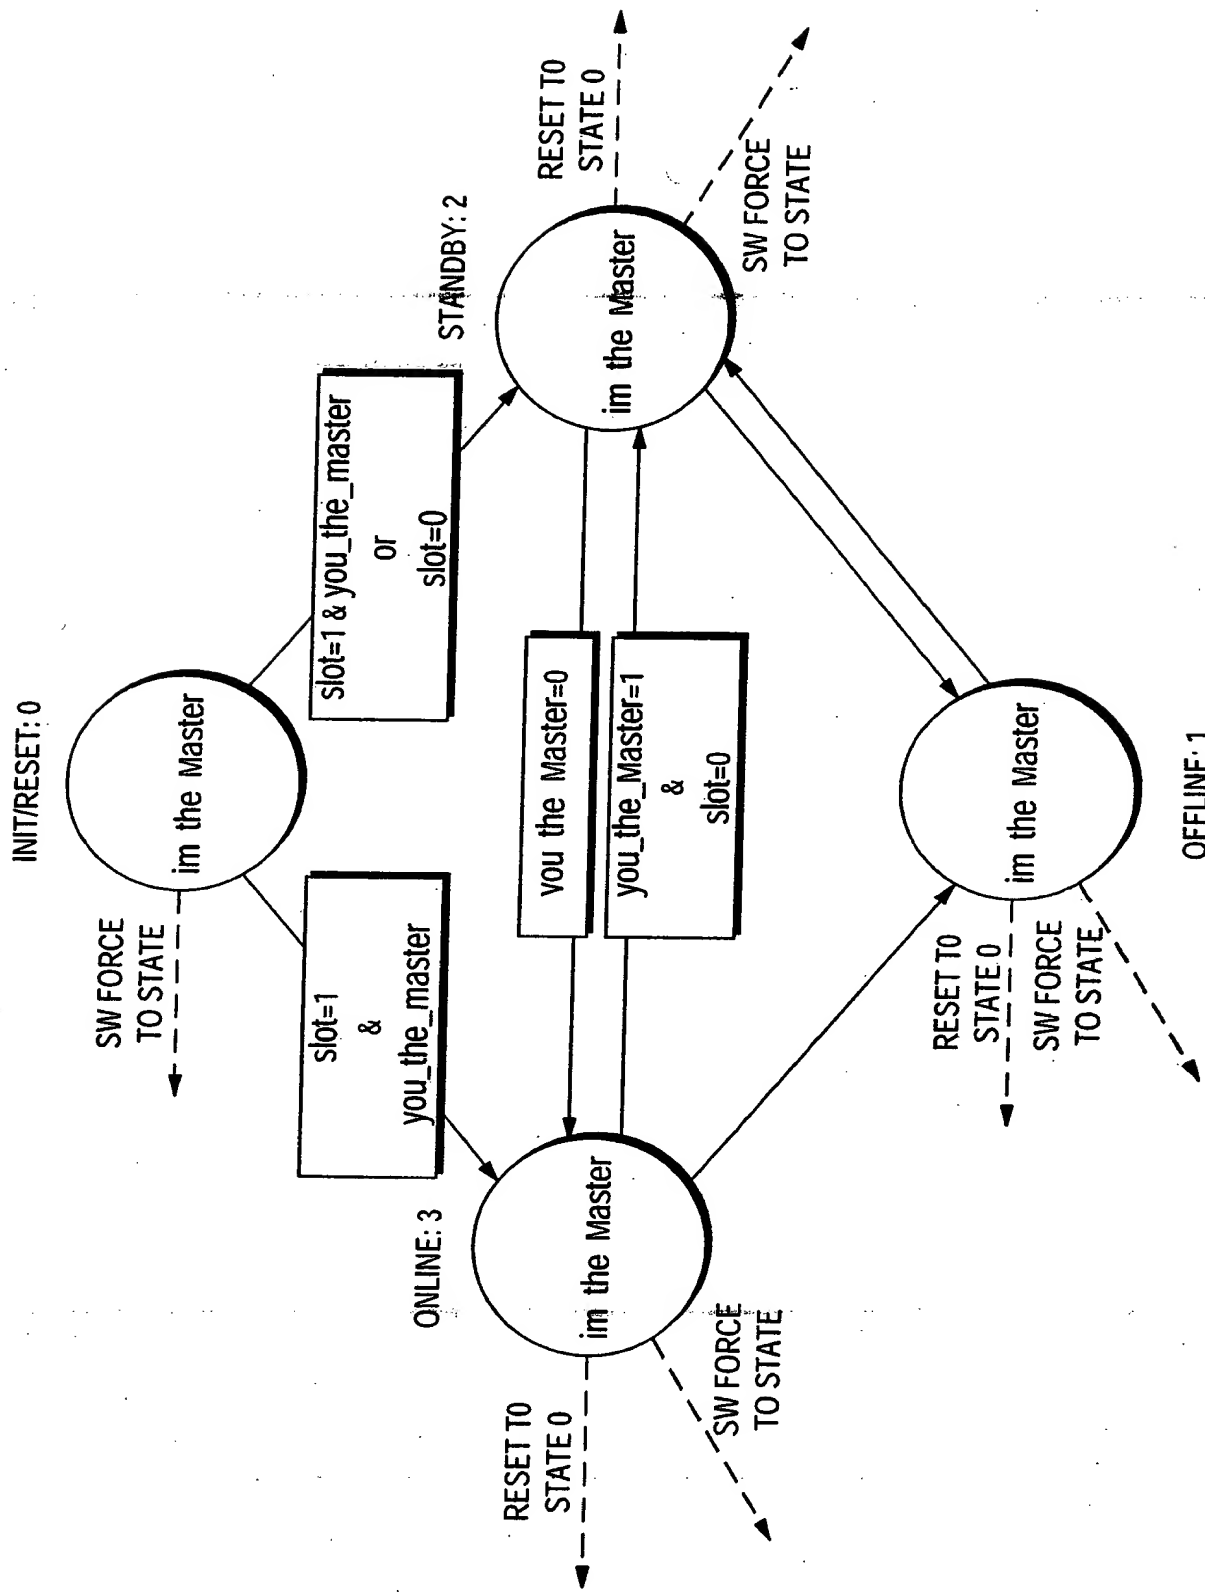 INIT/RESET: 0
im the Master
SW FORCE
TO STATE
slot=1
&
you_the_master
slot=1 & you_the_master
or
slot=0
ONLINE: 3
im the Master
RESET TO
STATE 0
SW FORCE
TO STATE
you the Master=0
you_the_Master=1
&
slot=0
STANDBY: 2
im the Master
RESET TO
STATE 0
SW FORCE
TO STATE
im the Master
RESET TO
STATE 0
SW FORCE
TO STATE
OFFLINE: 1